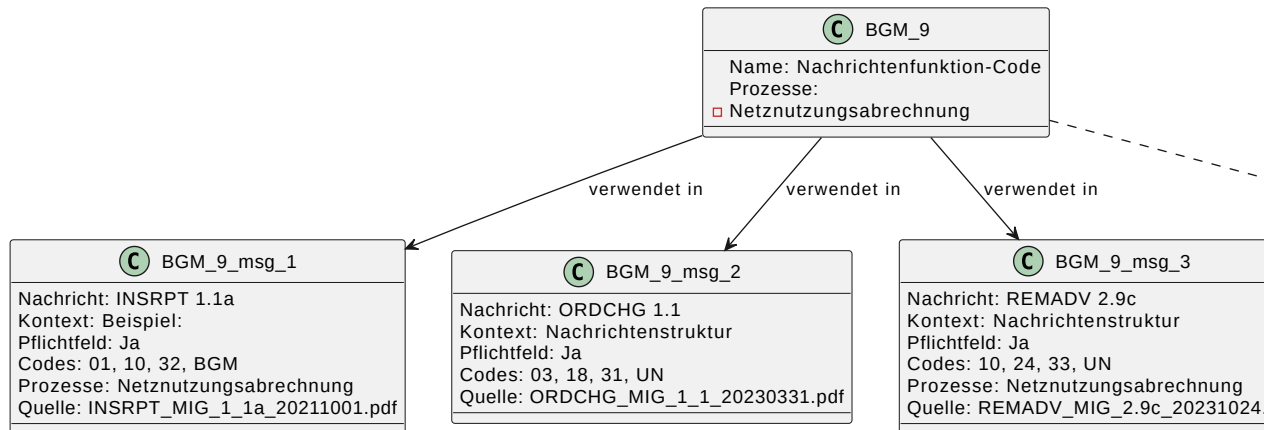 C BGM_9
Name: Nachrichtenfunktion-Code
Prozesse:
Netznutzungsabrechnung
verwendet in
verwendet in
verwendet in
C BGM_9_msg_1
Nachricht: INSRPT 1.1a
Kontext: Beispiel:
Pflichtfeld: Ja
Codes: 01, 10, 32, BGM
Prozesse: Netznutzungsabrechnung
Quelle: INSRPT_MIG_1_1a_20211001.pdf
C BGM_9_msg_2
Nachricht: ORDCHG 1.1
Kontext: Nachrichtenstruktur
Pflichtfeld: Ja
Codes: 03, 18, 31, UN
Quelle: ORDCHG_MIG_1_1_20230331.pdf
C BGM_9_msg_3
Nachricht: REMADV 2.9c
Kontext: Nachrichtenstruktur
Pflichtfeld: Ja
Codes: 10, 24, 33, UN
Prozesse: Netznutzungsabrechnung
Quelle: REMADV_MIG_2.9c_20231024.